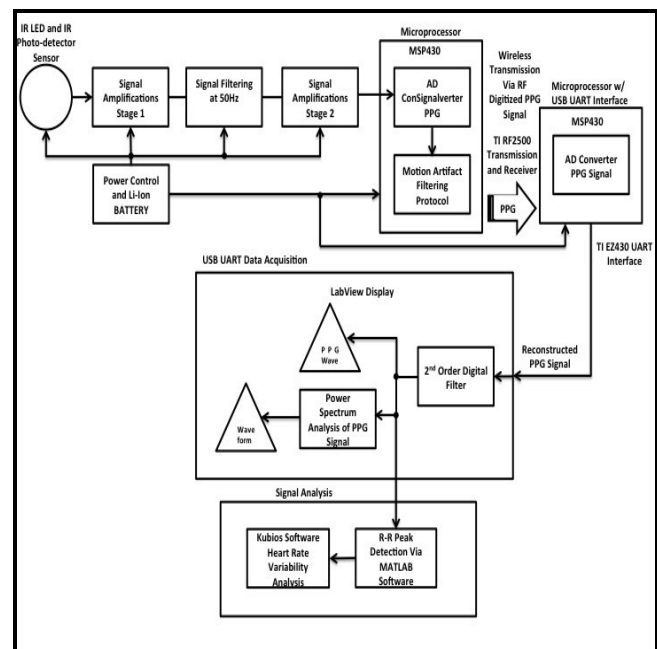 IR LED and IR
Photo-detector
Sensor
Signal
Amplifications
Stage 1
Signal Filtering
at 50Hz
Signal
Amplifications
Stage 2
Microprocessor
MSP430
AD
ConSignalverter
PPG
Motion Artifact
Filtering
Protocol
Wireless
Transmission
Via RF
Digitized PPG
Signal
TI RF2500
Transmission
and Receiver
PPG
Microprocessor w/
USB UART Interface
MSP430
AD Converter
PPG Signal
Power Control
and Li-Ion
BATTERY
TI EZ430 UART
Interface
USB UART Data Acquisition
LabView Display
P P G
Wave
2nd Order Digital
Filter
Reconstructed
PPG Signal
Wave
form
Power
Spectrum
Analysis of PPG
Signal
Signal Analysis
Kubios Software
Heart Rate
Variability
Analysis
R-R Peak
Detection Via
MATLAB
Software